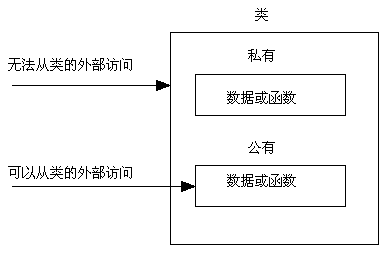 类
私有
无法从类的外部访问
数据或函数
公有
可以从类的外部访问
数据或函数